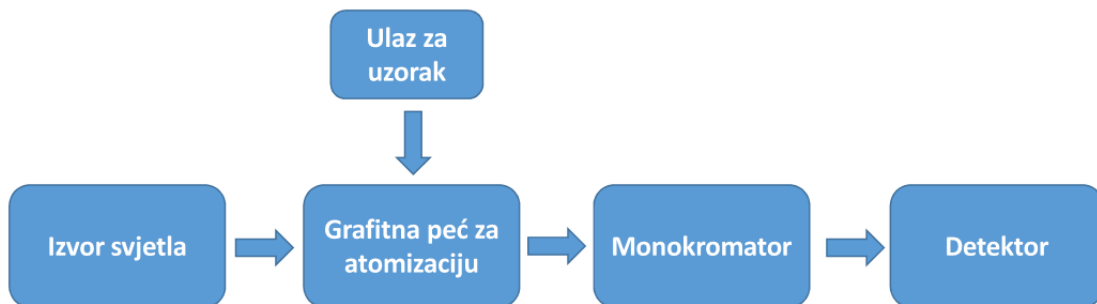 Ulaz za
uzorak
Izvor svjetla
Grafitna peć za
atomizaciju
Monokromator
Detektor